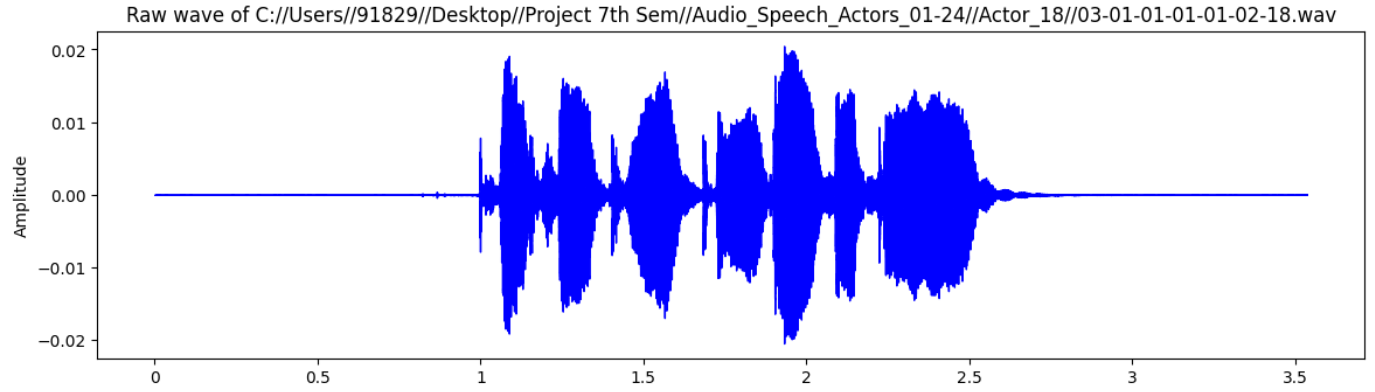 Raw wave of C://Users//91829//Desktop//Project 7th Sem//Audio_Speech_Actors_01-24//Actor_18//03-01-01-01-01-02-18.wav
Amplitude
0.02
0.01
0.00
−0.01
−0.02
0 0.5 1 1.5 2 2.5 3 3.5